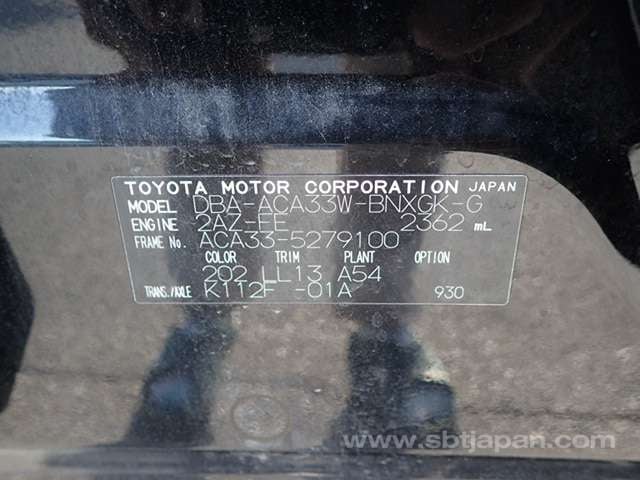 TOYOTA MOTOR CORPORATION JAPAN
MODEL DBA-ACA33W-BNXGK-G
ENGINE 2AZ-FE 2362 mL
FRAME No. ACA33-5279100
COLOR TRIM PLANT OPTION
202 LL13 A54
TRANS./AXLE K112F -01A 930
www.sbtjapan.com